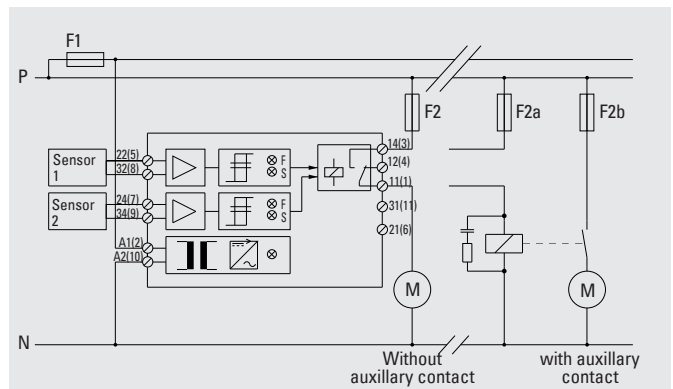 F1
P
F2
F2a
F2b
14(3)
22(5)
12(4)
Sensor
1
F
32(8)
S
11(1)
24(7)
31(11)
Sensor
2
F
34(9)
S
21(6)
A1(2)
A2(10)
M
M
N
Without
auxillary contact
with auxillary
contact